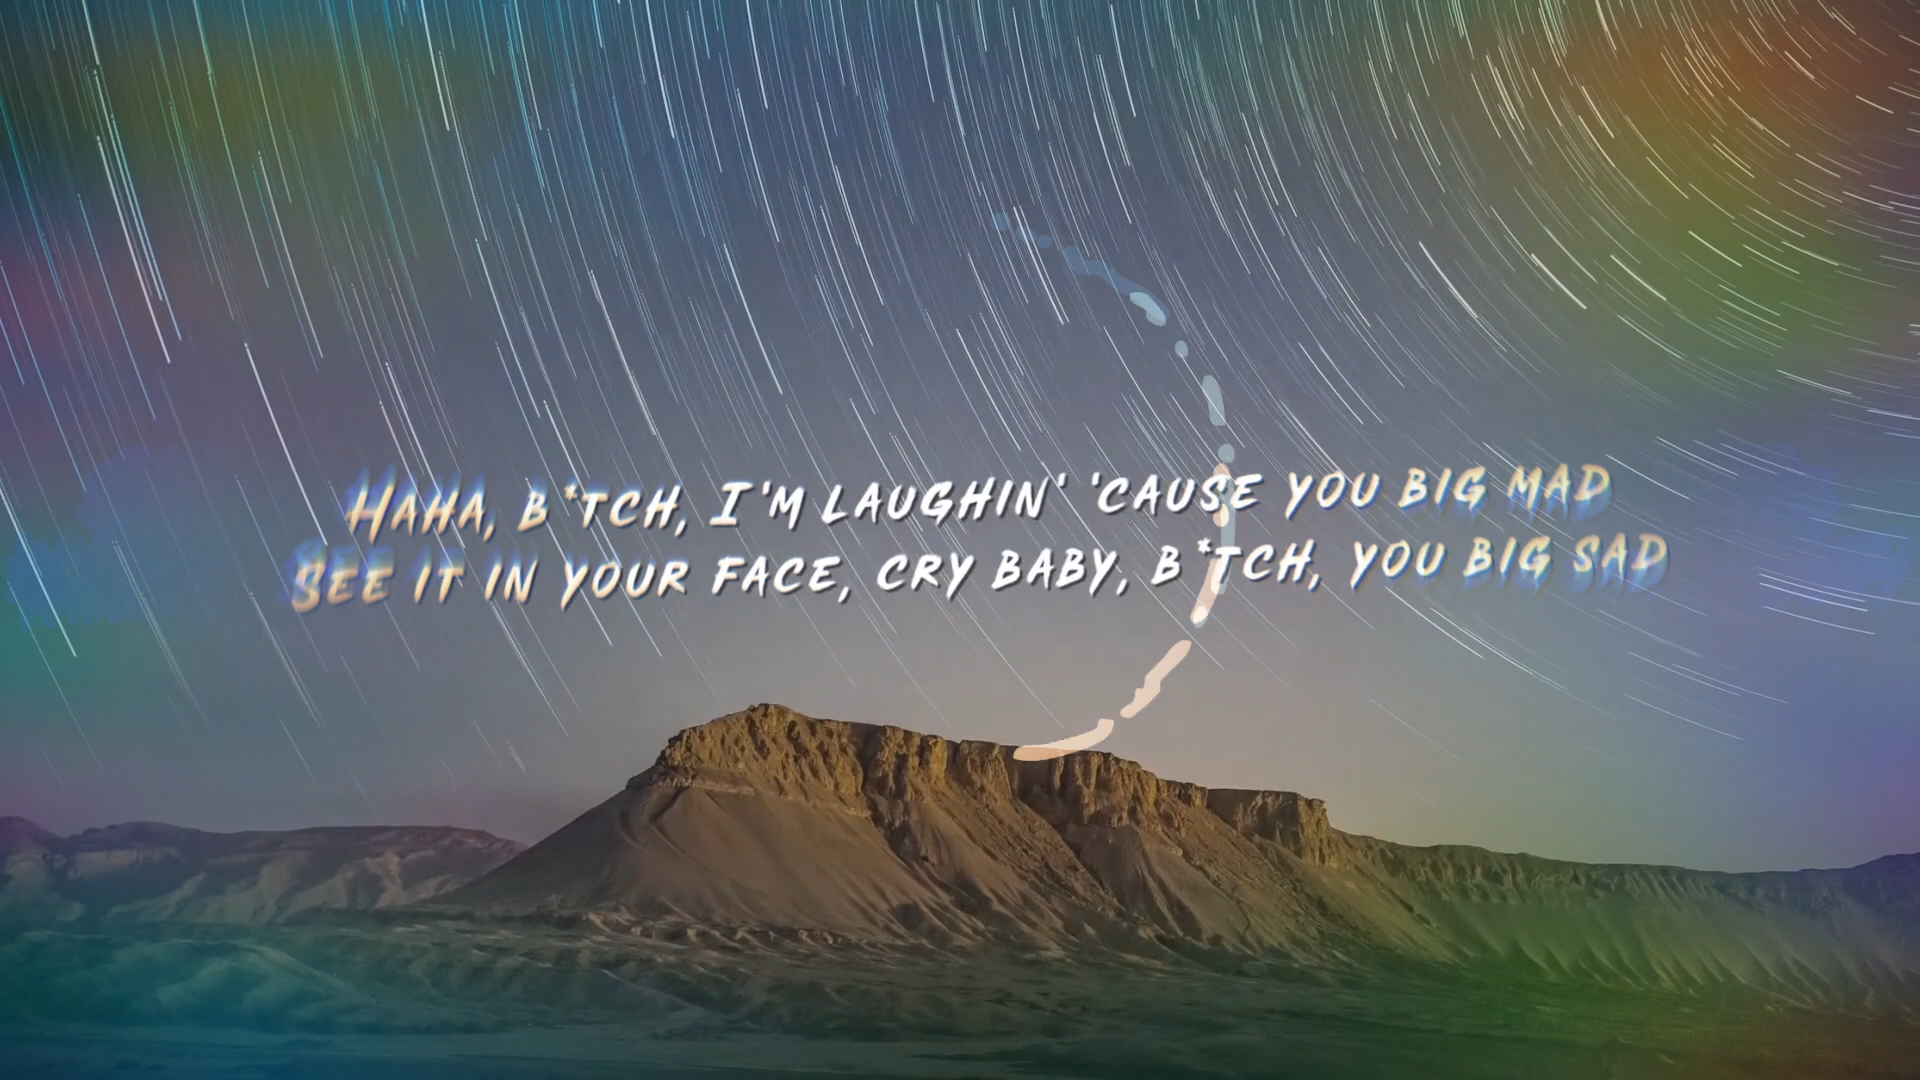 Haha, b*tch, I'm laughin' 'cause you big mad
See it in your face, cry baby, b*tch, you big sad